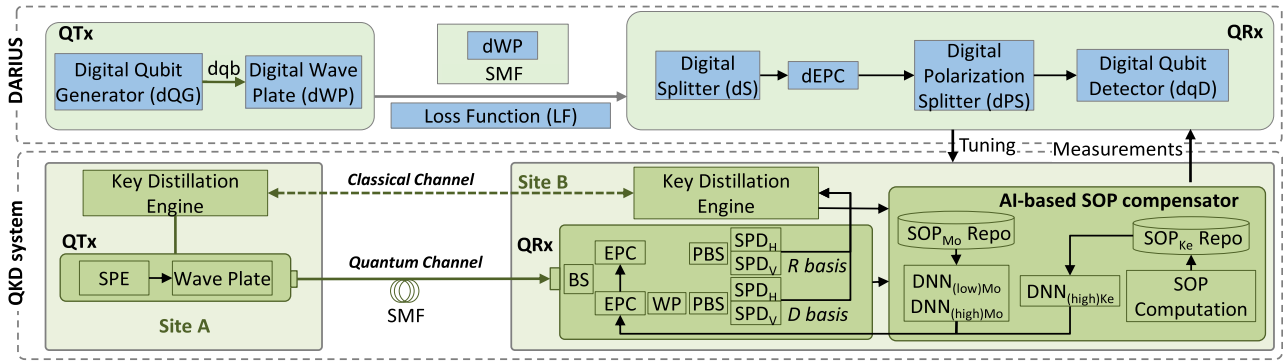 DARIUS
QTx
Digital Qubit
Generator (dQG)
dqb
Digital Wave
Plate (dWP)
dWP
SMF
Loss Function (LF)
QRx
Digital
Splitter (dS)
dEPC
Digital
Polarization
Splitter (dPS)
Digital Qubit
Detector (dqD)
Tuning
Measurements
QKD system
Key Distillation
Engine
QTx
SPE
Wave Plate
Site A
Classical Channel
Quantum Channel
SMF
Site B
Key Distillation
Engine
QRx
BS
EPC
EPC
WP
PBS
PBS
SPDH
SPDV
R basis
SPDH
SPDV
D basis
AI-based SOP compensator
SOPMo Repo
DNN(low)Mo
DNN(high)Mo
SOPKe Repo
DNN(high)Ke
SOP
Computation